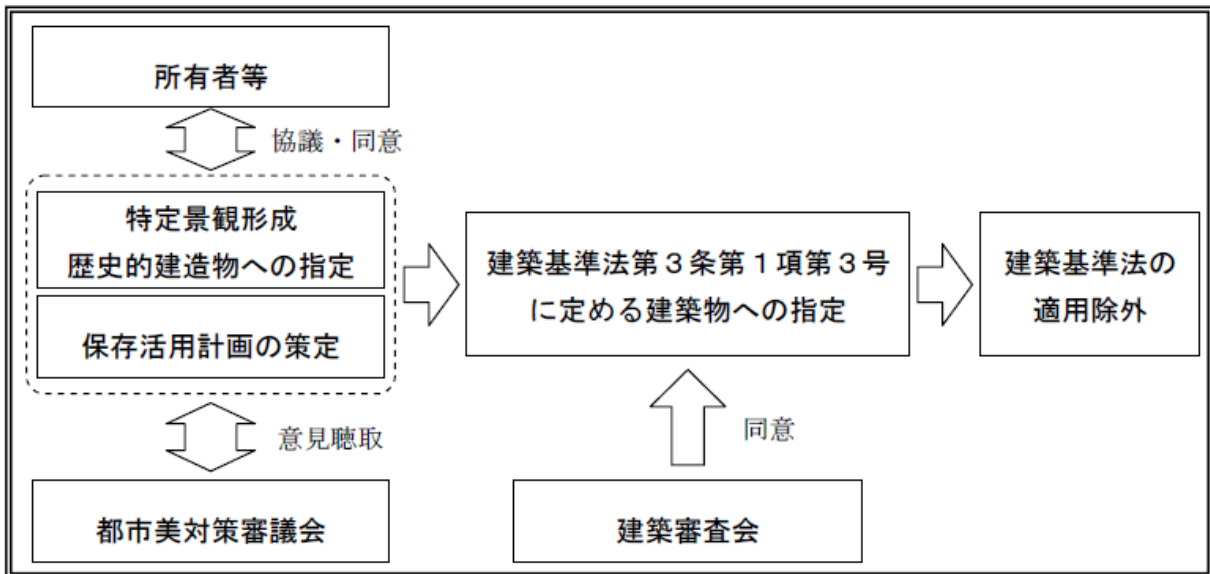 所有者等
協議・同意
特定景観形成
歴史的建造物への指定
保存活用計画の策定
意見聴取
都市美対策審議会
建築基準法第３条第１項第３号
に定める建築物への指定
同意
建築審査会
建築基準法の
適用除外